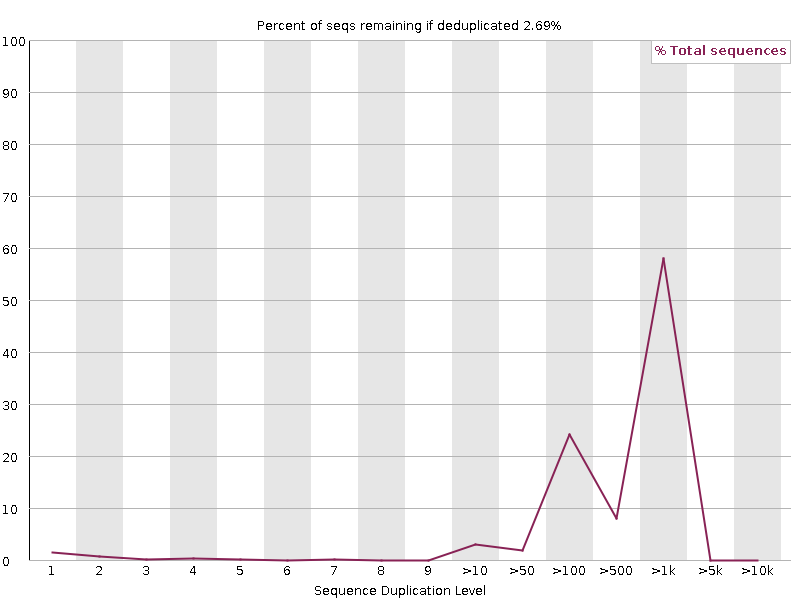 Percent of seqs remaining if deduplicated 2.69%
% Total sequences
100
90
80
70
60
50
40
30
20
10
0
1 2 3 4 5 6 7 8 9 >10 >50 >100 >500 >1k >5k >10k
Sequence Duplication Level